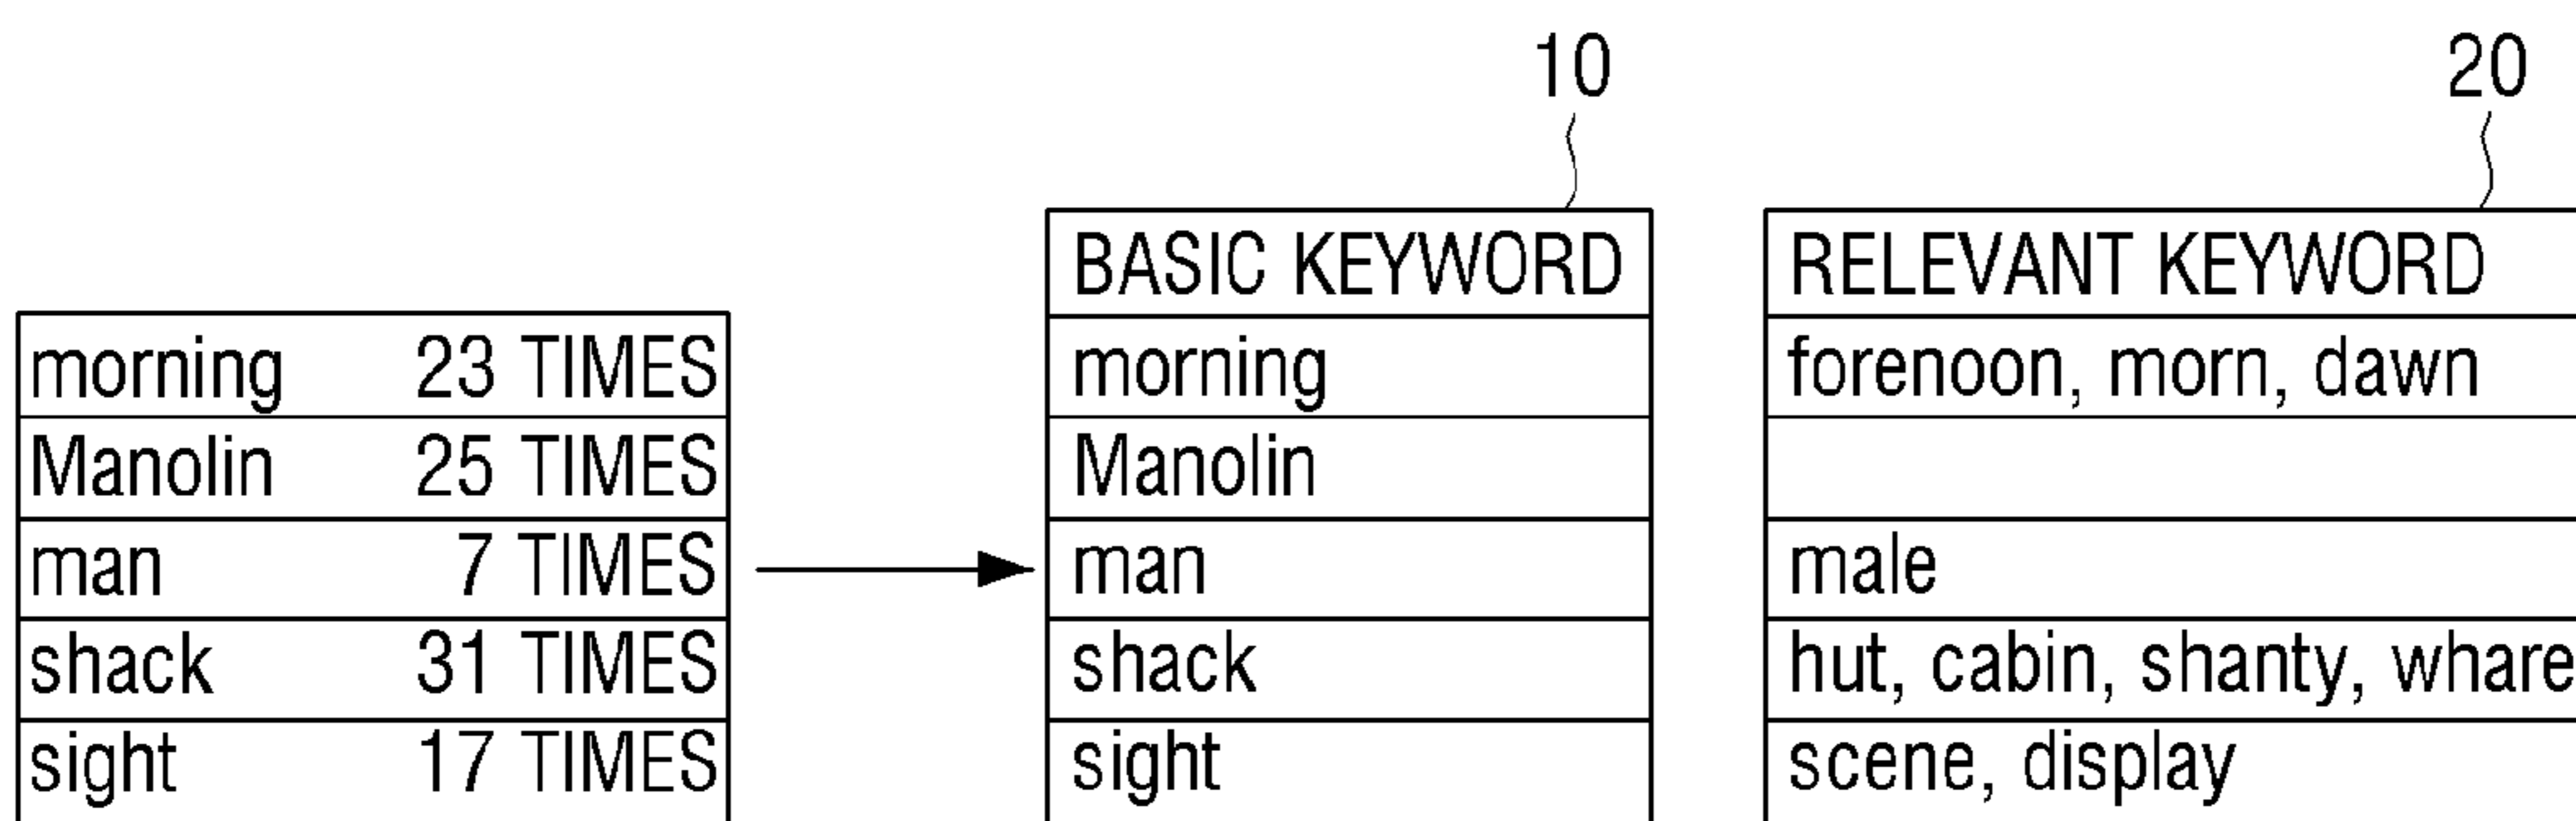 10 20
BASIC KEYWORD RELEVANT KEYWORD
morning 23 TIMES morning forenoon, morn, dawn
Manolin 25 TIMES Manolin
man 7 TIMES man male
shack 31 TIMES shack hut, cabin, shanty, whare
sight 17 TIMES sight scene, display